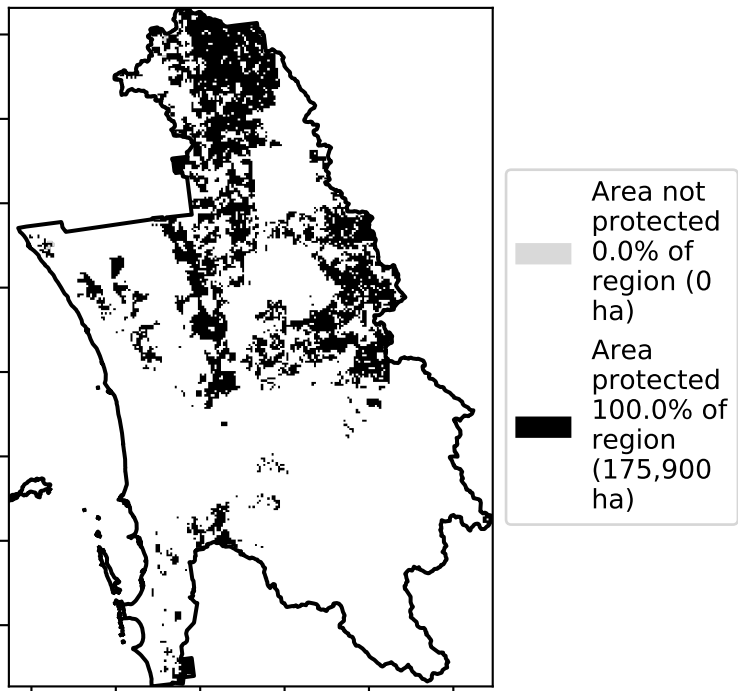 Area not
protected
0.0% of
region (0
ha)
Area
protected
100.0% of
region
(175,900
ha)